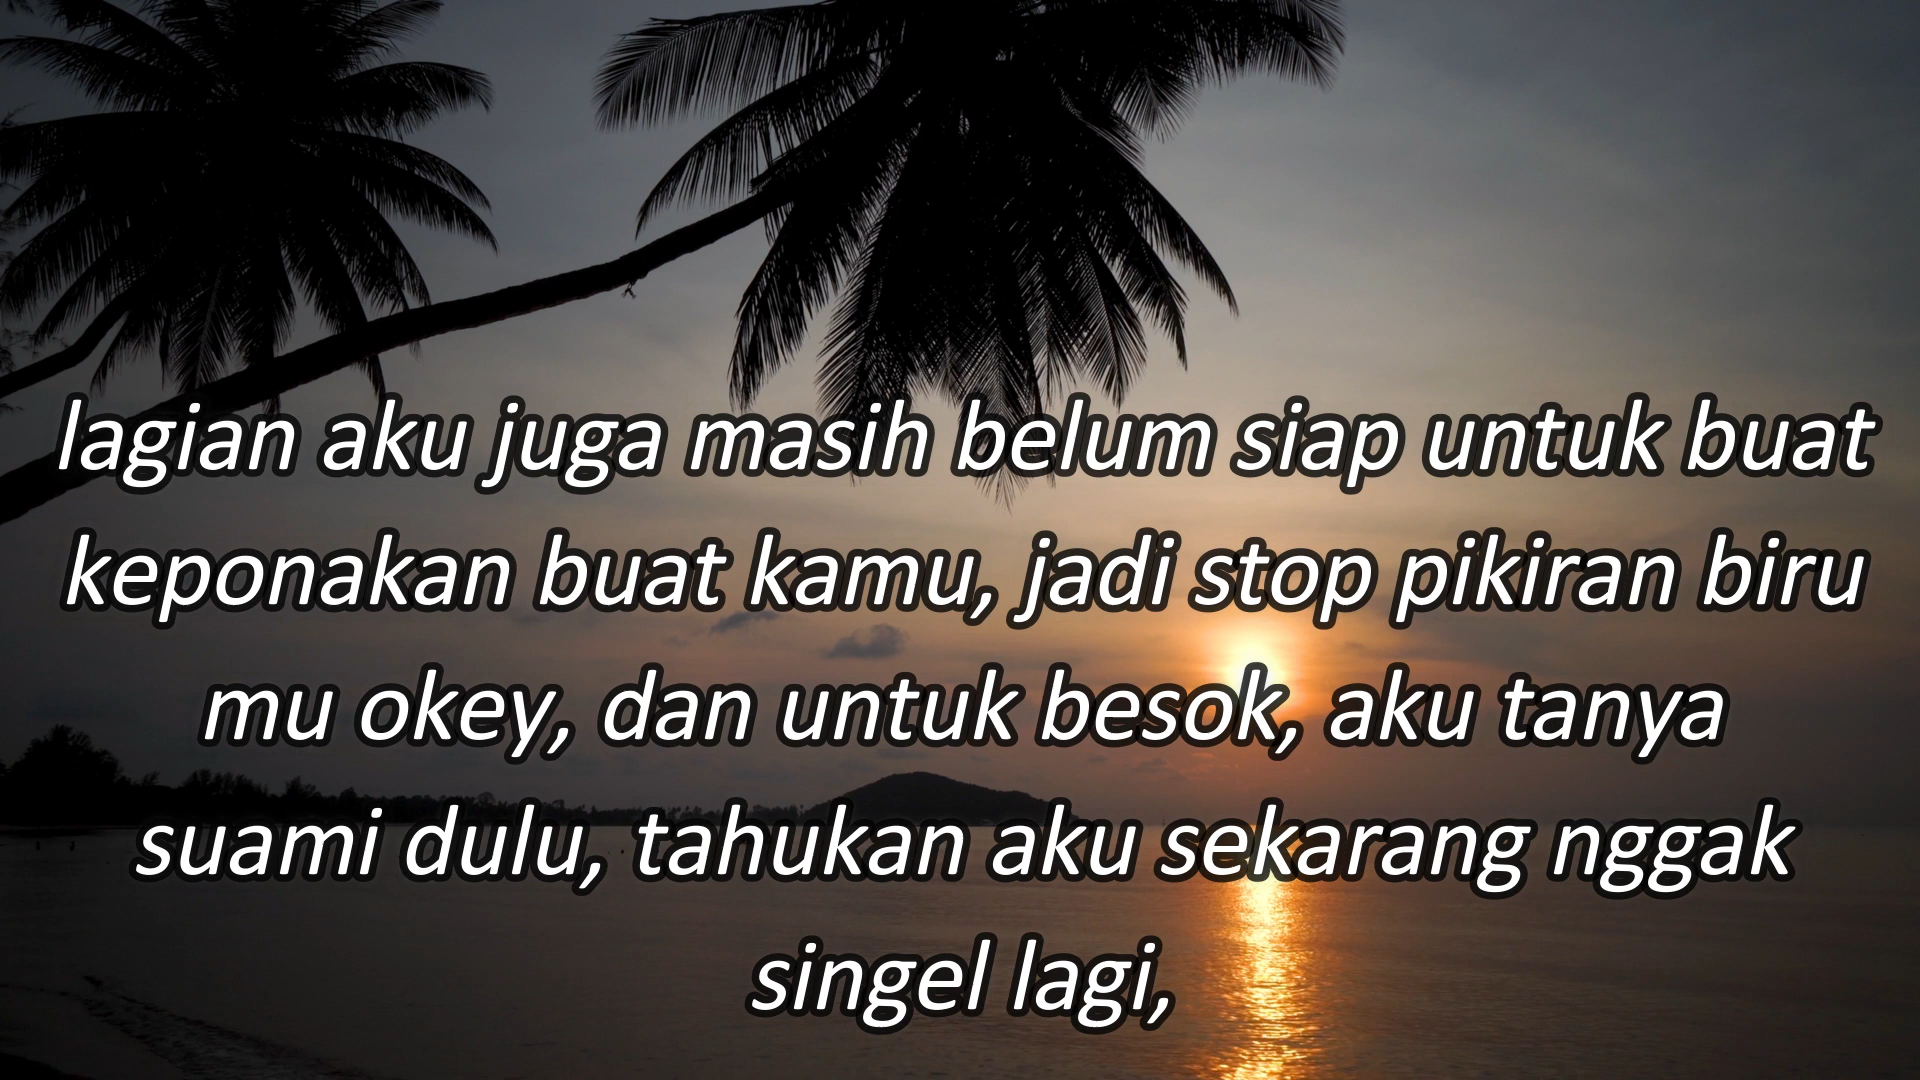 lagian aku juga masih belum siap untuk buat
keponakan buat kamu, jadi stop pikiran biru
mu okey, dan untuk besok, aku tanya
suami dulu, tahukan aku sekarang nggak
singel lagi,